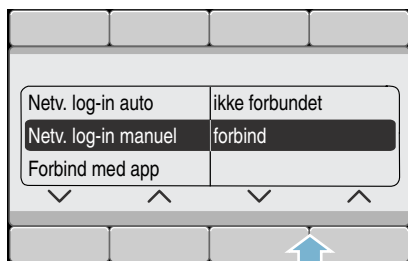 Netv. log-in auto ikke forbundet
Netv. log-in manuel forbind
Forbind med app